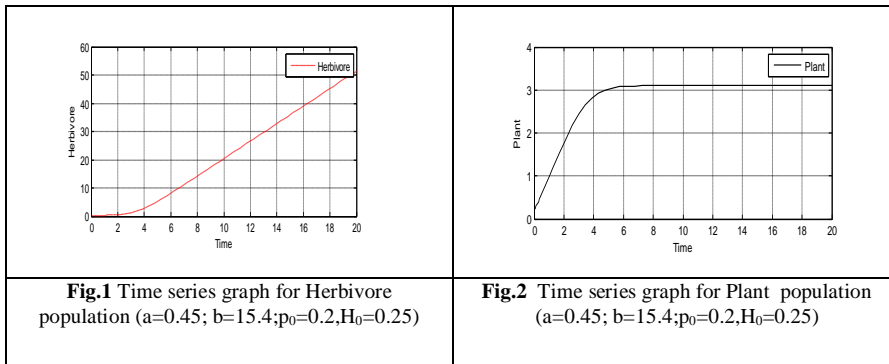 60
50
40
30
20
10
0
Herbivore
Herbivore
0 2 4 6 8 10 12 14 16 18 20
Time
Fig.1 Time series graph for Herbivore
population (a=0.45; b=15.4;p₀=0.2,H₀=0.25)
4
3
2
1
0
Plant
Plant
0 2 4 6 8 10 12 14 16 18 20
Time
Fig.2 Time series graph for Plant population
(a=0.45; b=15.4;p₀=0.2,H₀=0.25)